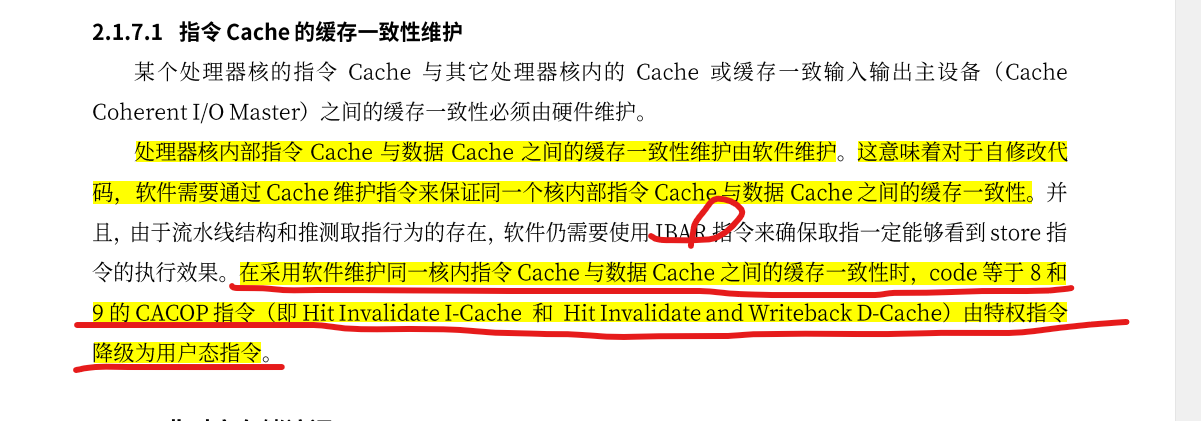 2.1.7.1 指令 Cache 的缓存一致性维护
某个处理器核的指令 Cache 与其它处理器核内的 Cache 或缓存一致输入输出主设备（Cache
Coherent I/O Master）之间的缓存一致性必须由硬件维护。
处理器核内部指令 Cache 与数据 Cache 之间的缓存一致性维护由软件维护。这意味着对于自修改代
码，软件需要通过 Cache 维护指令来保证同一个核内部指令 Cache 与数据 Cache 之间的缓存一致性。并
且，由于流水线结构和推测取指行为的存在，软件仍需要使用 IBAR 指令来确保取指一定能够看到 store 指
令的执行效果。在采用软件维护同一核内指令 Cache 与数据 Cache 之间的缓存一致性时，code 等于 8 和
9 的 CACOP 指令（即 Hit Invalidate I-Cache 和 Hit Invalidate and Writeback D-Cache）由特权指令
降级为用户态指令。